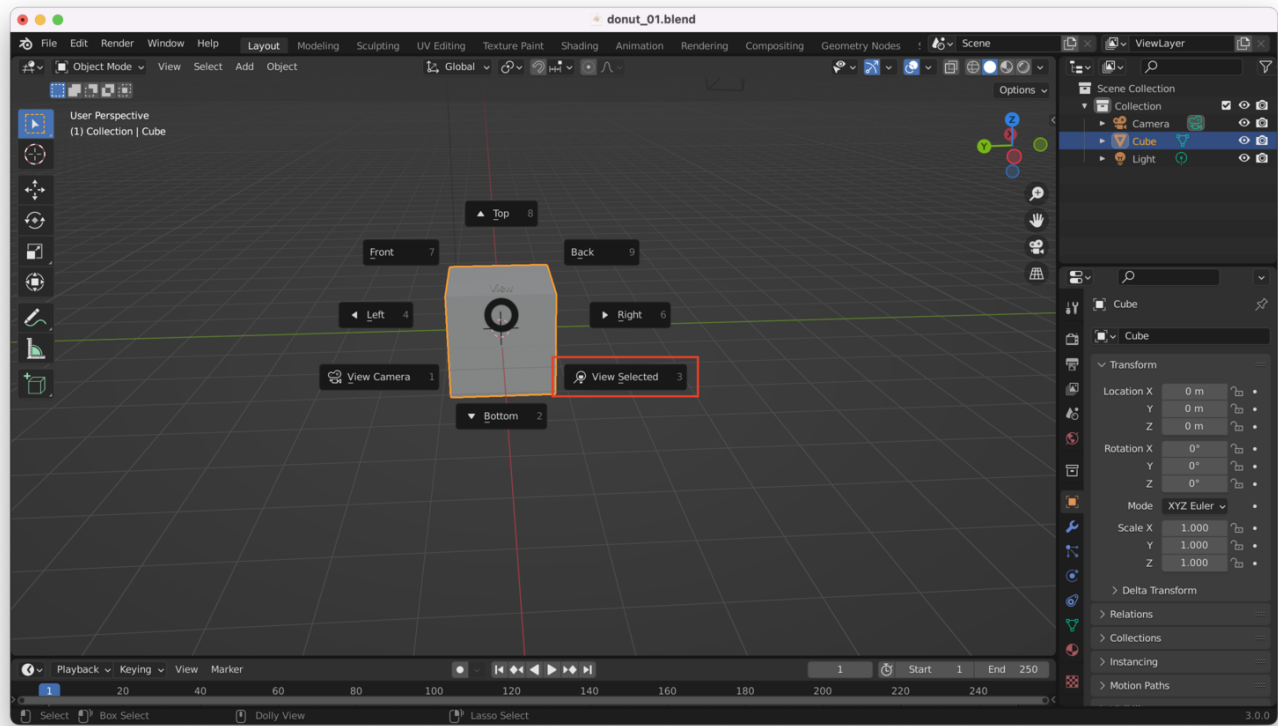 donut_01.blend
File Edit Render Window Help Layout Modeling Sculpting UV Editing Texture Paint Shading Animation Rendering Compositing Geometry Nodes Scene ViewLayer
Object Mode View Select Add Object Global
Options
User Perspective
(1) Collection | Cube
Z
Y
Top 8
Front 7
Back 9
View
Left 4
Right 6
View Camera 1
View Selected 3
Bottom 2
Scene Collection
Collection
Camera
Cube
Light
Cube
Cube
Transform
Location X 0 m
Y 0 m
Z 0 m
Rotation X 0°
Y 0°
Z 0°
Mode XYZ Euler
Scale X 1.000
Y 1.000
Z 1.000
Delta Transform
Relations
Collections
Instancing
Motion Paths
Playback Keying View Marker 1 Start 1 End 250
1 20 40 60 80 100 120 140 160 180 200 220 240
Select Box Select Dolly View Lasso Select 3.0.0